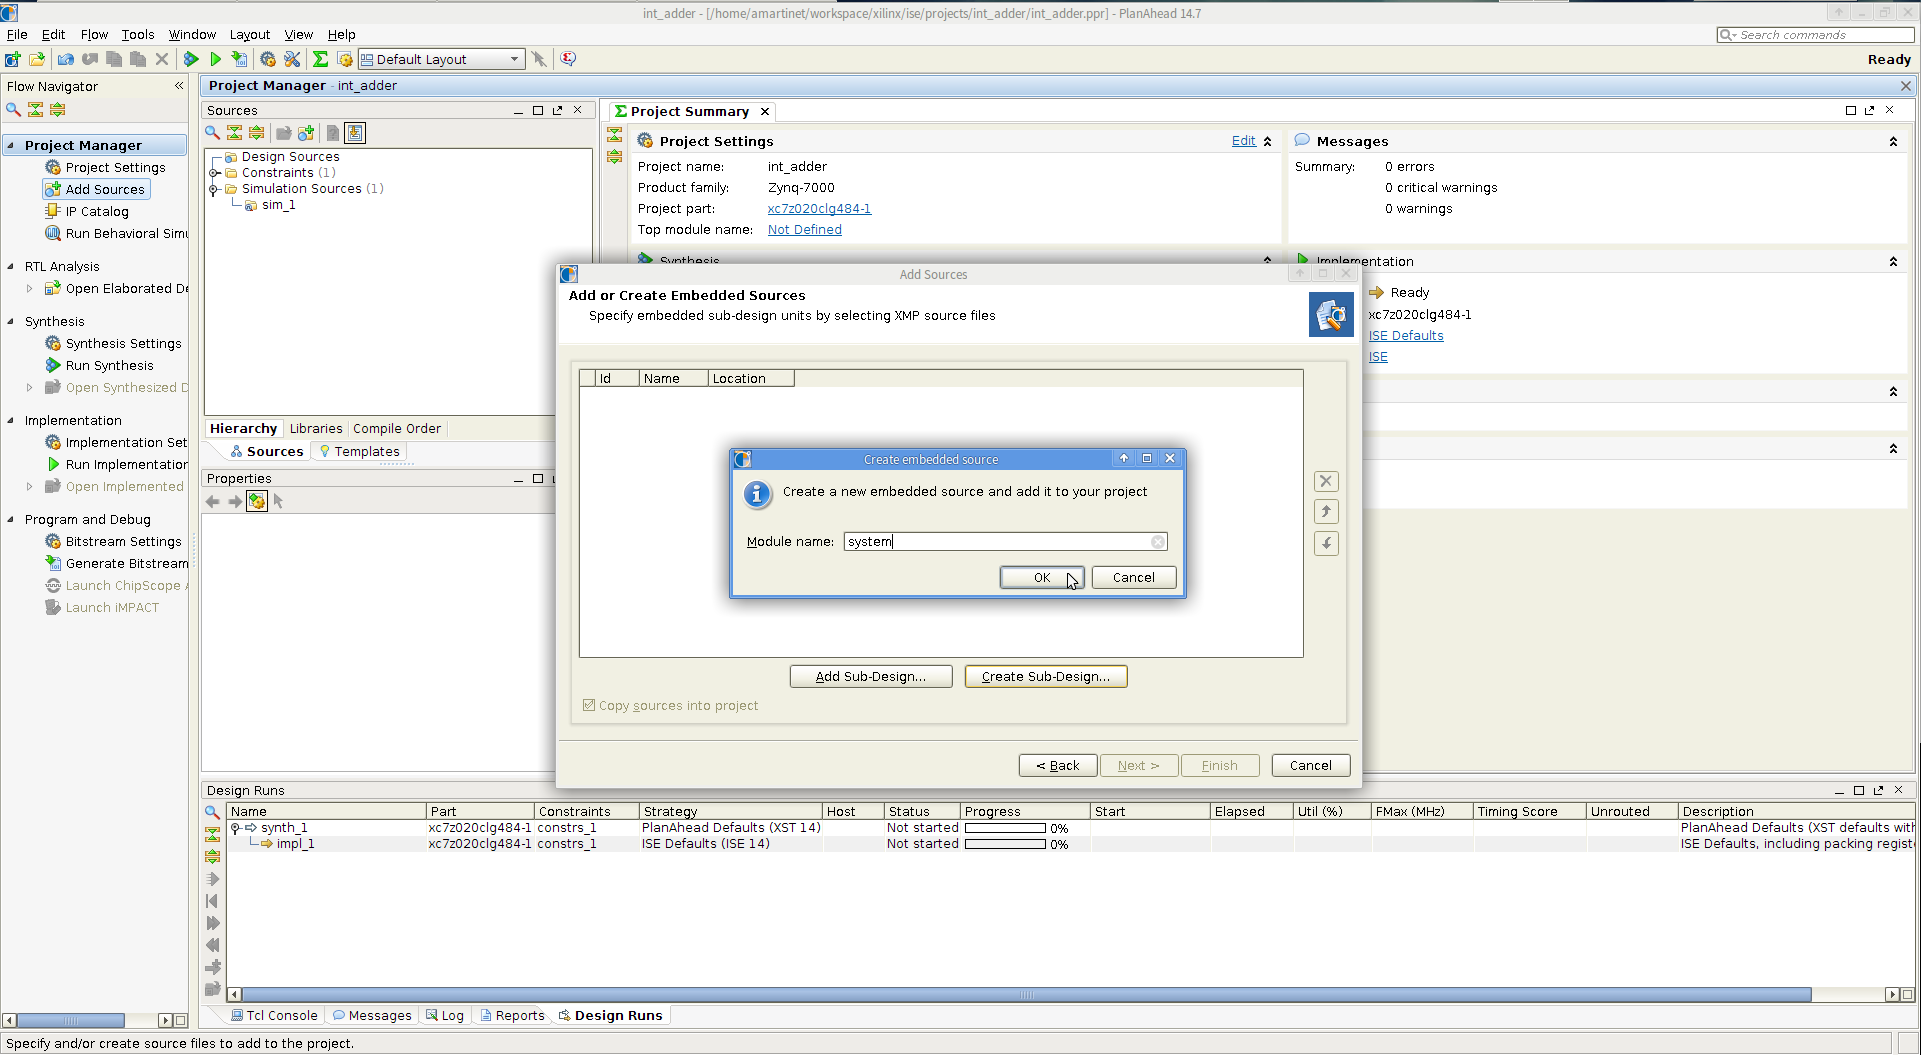 int_adder - [/home/amartinet/workspace/xilinx/ise/projects/int_adder/int_adder.ppr] - PlanAhead 14.7
File Edit Flow Tools Window Layout View Help
Search commands
Default Layout
Ready
Flow Navigator
Project Manager
Project Settings
Add Sources
IP Catalog
Run Behavioral Simu
RTL Analysis
Open Elaborated De
Synthesis
Synthesis Settings
Run Synthesis
Open Synthesized D
Implementation
Implementation Set
Run Implementation
Open Implemented
Program and Debug
Bitstream Settings
Generate Bitstream
Launch ChipScope A
Launch iMPACT
Project Manager - int_adder
Sources
Design Sources
Constraints (1)
Simulation Sources (1)
sim_1
Hierarchy Libraries Compile Order
Sources Templates
Properties
Project Summary
Project Settings Edit
Project name: int_adder
Product family: Zynq-7000
Project part: xc7z020clg484-1
Top module name: Not Defined
Synthesis
Messages
Summary: 0 errors
0 critical warnings
0 warnings
Implementation
Ready
xc7z020clg484-1
ISE Defaults
ISE
Add Sources
Add or Create Embedded Sources
Specify embedded sub-design units by selecting XMP source files
Id Name Location
Create embedded source
Create a new embedded source and add it to your project
Module name: system
OK Cancel
Add Sub-Design... Create Sub-Design...
Copy sources into project
< Back Next > Finish Cancel
Design Runs
Name Part Constraints Strategy Host Status Progress Start Elapsed Util (%) FMax (MHz) Timing Score Unrouted Description
synth_1 xc7z020clg484-1 constrs_1 PlanAhead Defaults (XST 14) Not started 0% PlanAhead Defaults (XST defaults with
impl_1 xc7z020clg484-1 constrs_1 ISE Defaults (ISE 14) Not started 0% ISE Defaults, including packing regist
Tcl Console Messages Log Reports Design Runs
Specify and/or create source files to add to the project.